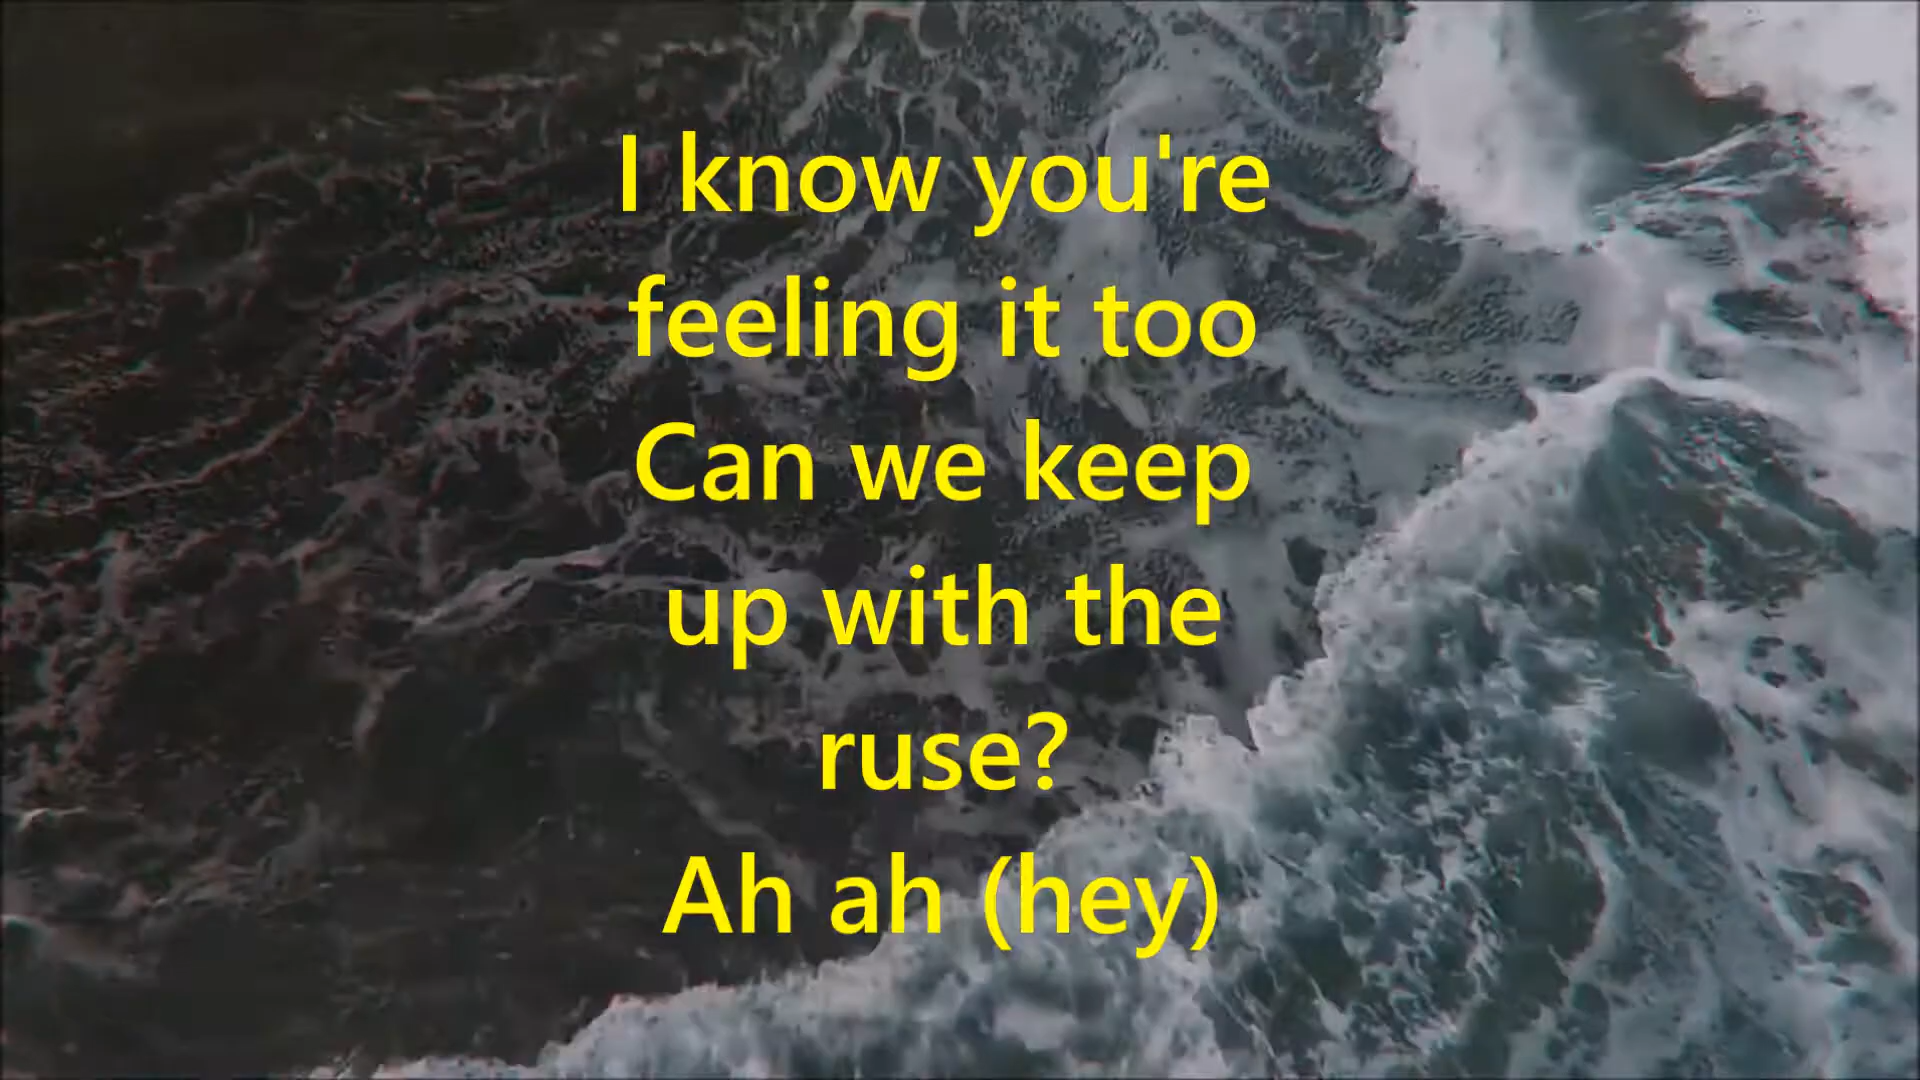 I know you're
feeling it too
Can we keep
up with the
ruse?
Ah ah (hey)